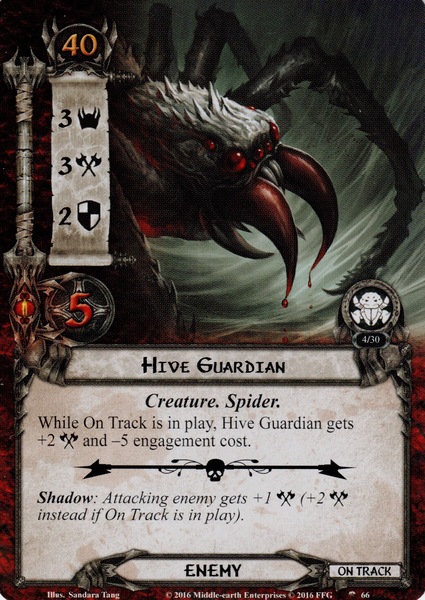 40
3
3
2
5
4/30
Hive Guardian
Creature. Spider.
While On Track is in play, Hive Guardian gets
+2 and –5 engagement cost.
Shadow: Attacking enemy gets +1 (+2
instead if On Track is in play).
ENEMY
ON TRACK
Illus. Sandara Tang
© 2016 Middle-earth Enterprises © 2016 FFG
66